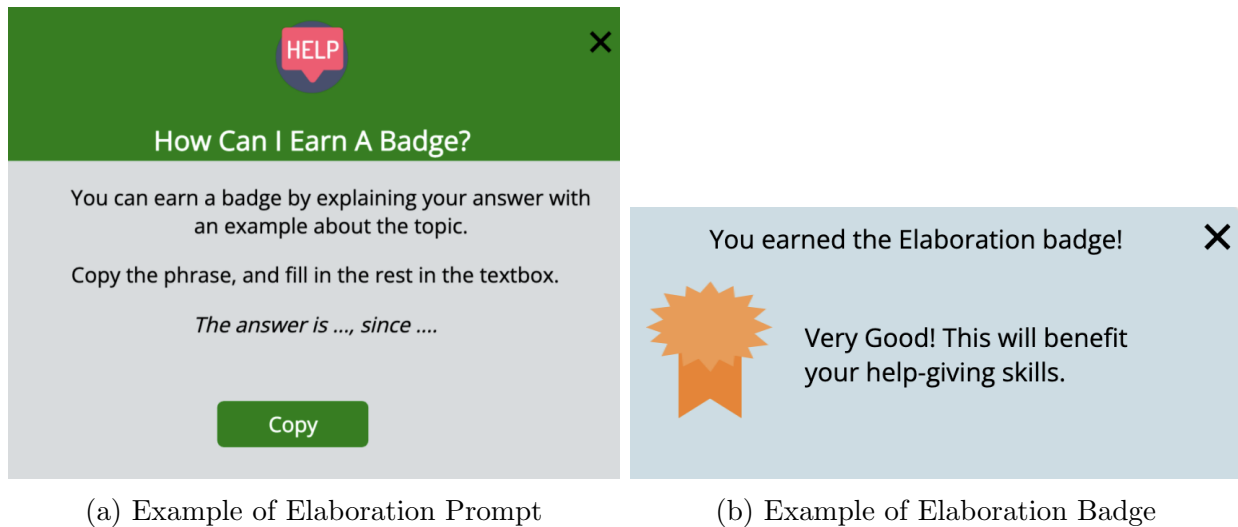 HELP
How Can I Earn A Badge?
You can earn a badge by explaining your answer with
an example about the topic.
Copy the phrase, and fill in the rest in the textbox.
The answer is ..., since ....
Copy
(a) Example of Elaboration Prompt
You earned the Elaboration badge!
Very Good! This will benefit
your help-giving skills.
(b) Example of Elaboration Badge